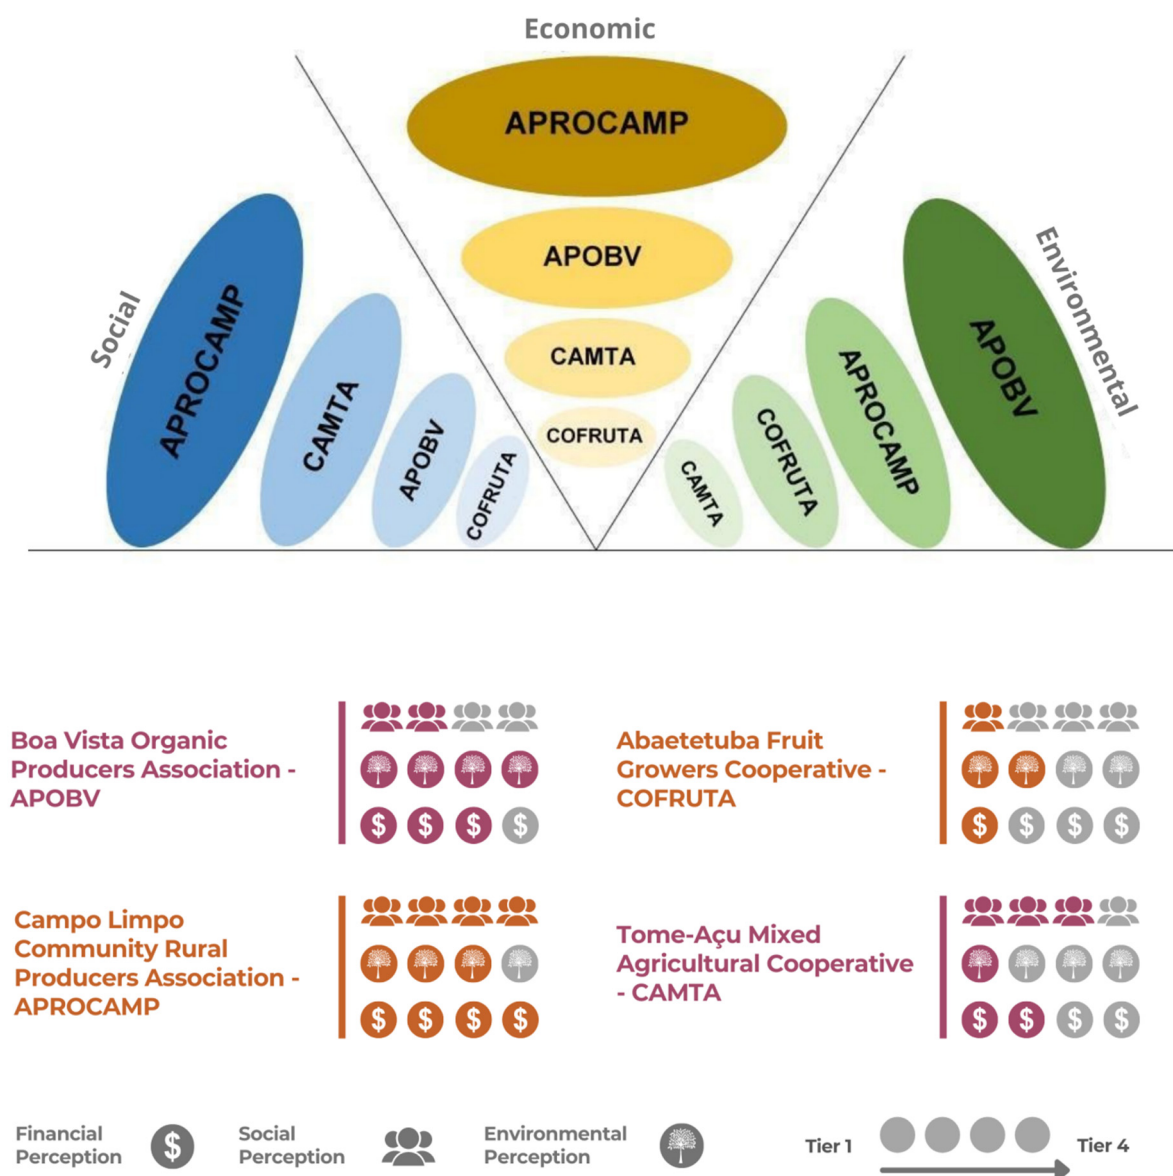 Economic
APROCAMP
APOBV
CAMTA
COFRUTA
Social
APROCAMP
CAMTA
APOBV
COFRUTA
CAMTA
COFRUTA
APROCAMP
APOBV
Environmental
Boa Vista Organic
Producers Association -
APOBV
$ $ $ $
Abaetetuba Fruit
Growers Cooperative -
COFRUTA
$ $ $ $
Campo Limpo
Community Rural
Producers Association -
APROCAMP
$ $ $ $
Tome-Açu Mixed
Agricultural Cooperative
- CAMTA
$ $ $ $
Financial
Perception
$
Social
Perception
Environmental
Perception
Tier 1
Tier 4